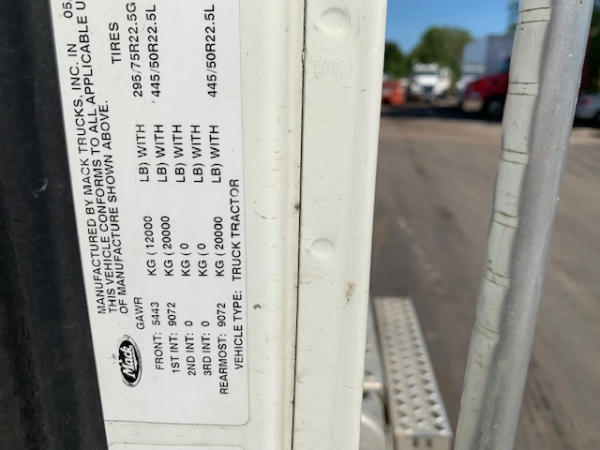 MANUFACTURED BY MACK TRUCKS, INC. IN 05
THIS VEHICLE CONFORMS TO ALL APPLICABLE U
OF MANUFACTURE SHOWN ABOVE.
GAWR TIRES
FRONT: 5443 KG ( 12000 LB) WITH 295/75R22.5G
1ST INT: 9072 KG ( 20000 LB) WITH 445/50R22.5L
2ND INT: 0 KG ( 0 LB) WITH
3RD INT: 0 KG ( 0 LB) WITH
REARMOST: 9072 KG ( 20000 LB) WITH 445/50R22.5L
VEHICLE TYPE: TRUCK TRACTOR
Mack